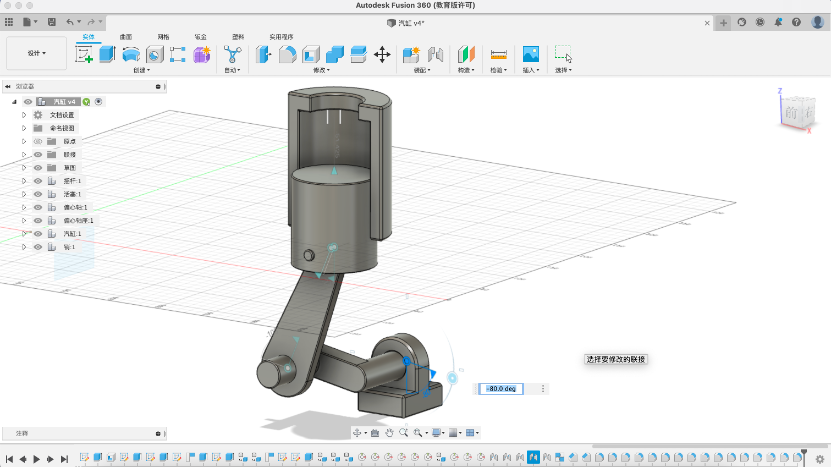 Autodesk Fusion 360 (教育版许可)
汽缸 v4*
设计
实体 曲面 网格 钣金 塑料 实用程序
创建 自动 修改 装配 构造 检验 插入 选择
浏览器
汽缸 v4
文档设置
命名视图
原点
联接
草图
连杆:1
活塞:1
偏心轴:1
偏心轴座:1
汽缸:1
销:1
Z
前
X
选择要修改的联接
-80.0 deg
注释